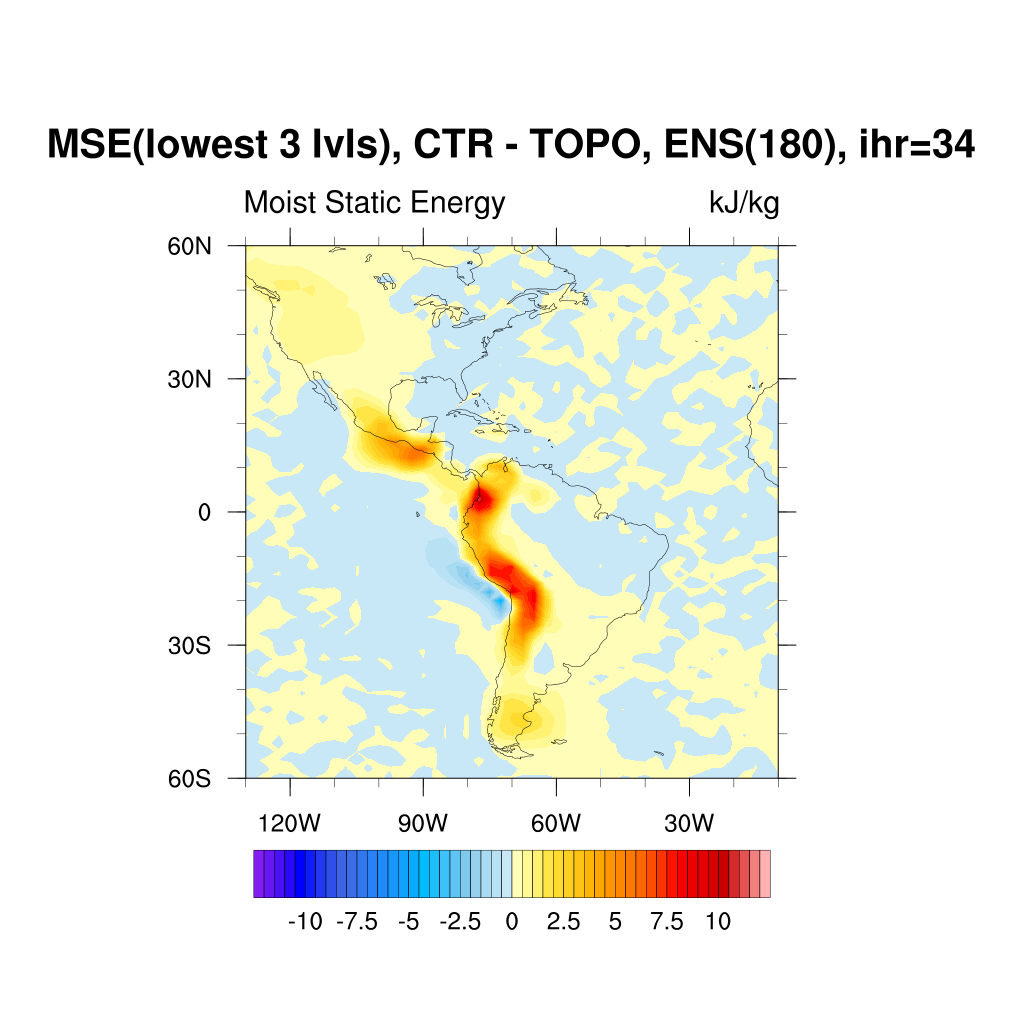 MSE(lowest 3 lvls), CTR - TOPO, ENS(180), ihr=34
Moist Static Energy kJ/kg
60N
30N
0
30S
60S
120W 90W 60W 30W
-10 -7.5 -5 -2.5 0 2.5 5 7.5 10